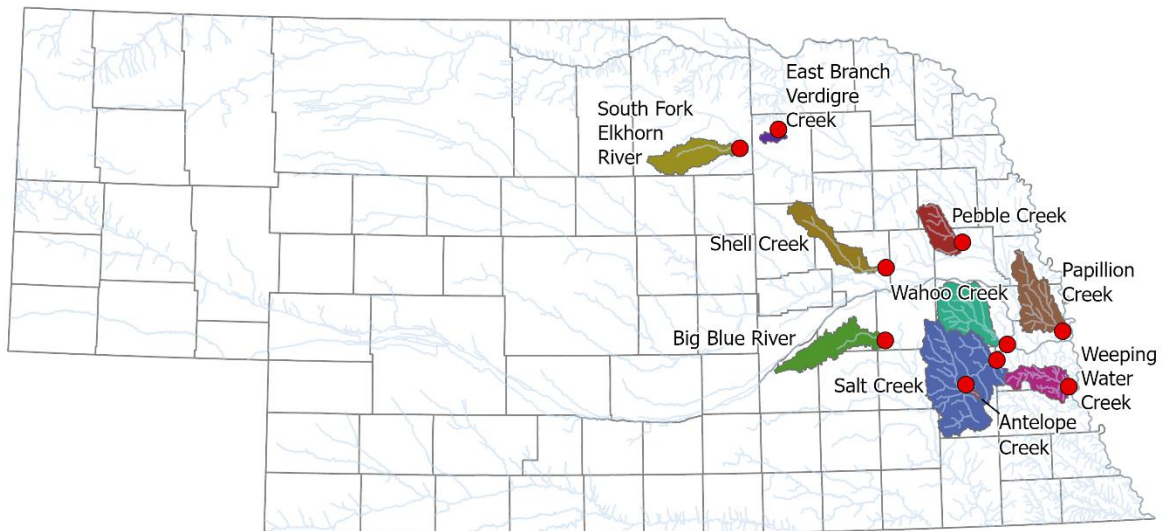 East Branch
Verdigre
Creek
South Fork
Elkhorn
River
Pebble Creek
Shell Creek
Papillion
Creek
Wahoo Creek
Big Blue River
Weeping
Water
Creek
Salt Creek
Antelope
Creek